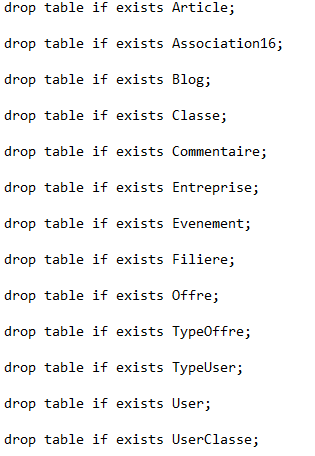 drop table if exists Article;
drop table if exists Association16;
drop table if exists Blog;
drop table if exists Classe;
drop table if exists Commentaire;
drop table if exists Entreprise;
drop table if exists Evenement;
drop table if exists Filiere;
drop table if exists Offre;
drop table if exists TypeOffre;
drop table if exists TypeUser;
drop table if exists User;
drop table if exists UserClasse;